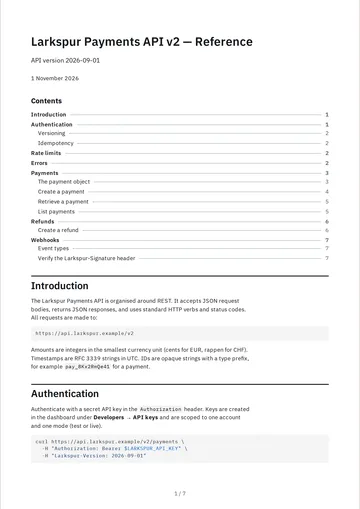 Larkspur Payments API v2 — Reference
API version 2026-09-01
1 November 2026
Contents
Introduction 1
Authentication 1
Versioning 2
Idempotency 2
Rate limits 2
Errors 2
Payments 3
The payment object 3
Create a payment 4
Retrieve a payment 5
List payments 5
Refunds 6
Create a refund 6
Webhooks 7
Event types 7
Verify the Larkspur-Signature header 7
Introduction
The Larkspur Payments API is organised around REST. It accepts JSON request
bodies, returns JSON responses, and uses standard HTTP verbs and status codes.
All requests are made to:
https://api.larkspur.example/v2
Amounts are integers in the smallest currency unit (cents for EUR, rappen for CHF).
Timestamps are RFC 3339 strings in UTC. IDs are opaque strings with a type prefix,
for example pay_8Kv2RnQe41 for a payment.
Authentication
Authenticate with a secret API key in the Authorization header. Keys are created
in the dashboard under Developers → API keys and are scoped to one account
and one mode (test or live).
curl https://api.larkspur.example/v2/payments \
-H "Authorization: Bearer $LARKSPUR_API_KEY" \
-H "Larkspur-Version: 2026-09-01"
1 / 7